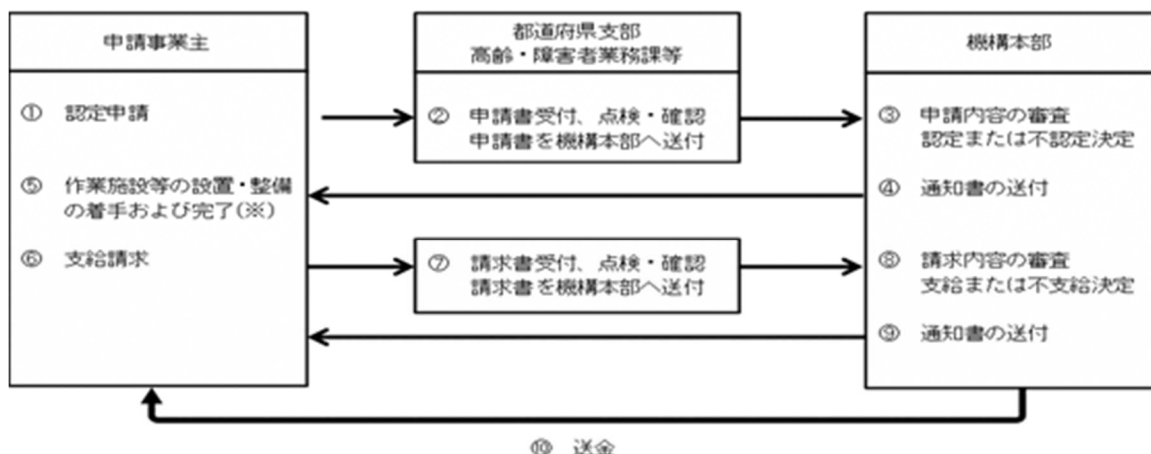 申請事業主
① 認定申請
⑤ 作業施設等の設置・整備
の着手および完了(※)
⑥ 支給請求
都道府県支部
高齢・障害者業務課等
② 申請書受付、点検・確認
申請書を機構本部へ送付
⑦ 請求書受付、点検・確認
請求書を機構本部へ送付
機構本部
③ 申請内容の審査
認定または不認定決定
④ 通知書の送付
⑧ 請求内容の審査
支給または不支給決定
⑨ 通知書の送付
⑩ 送金